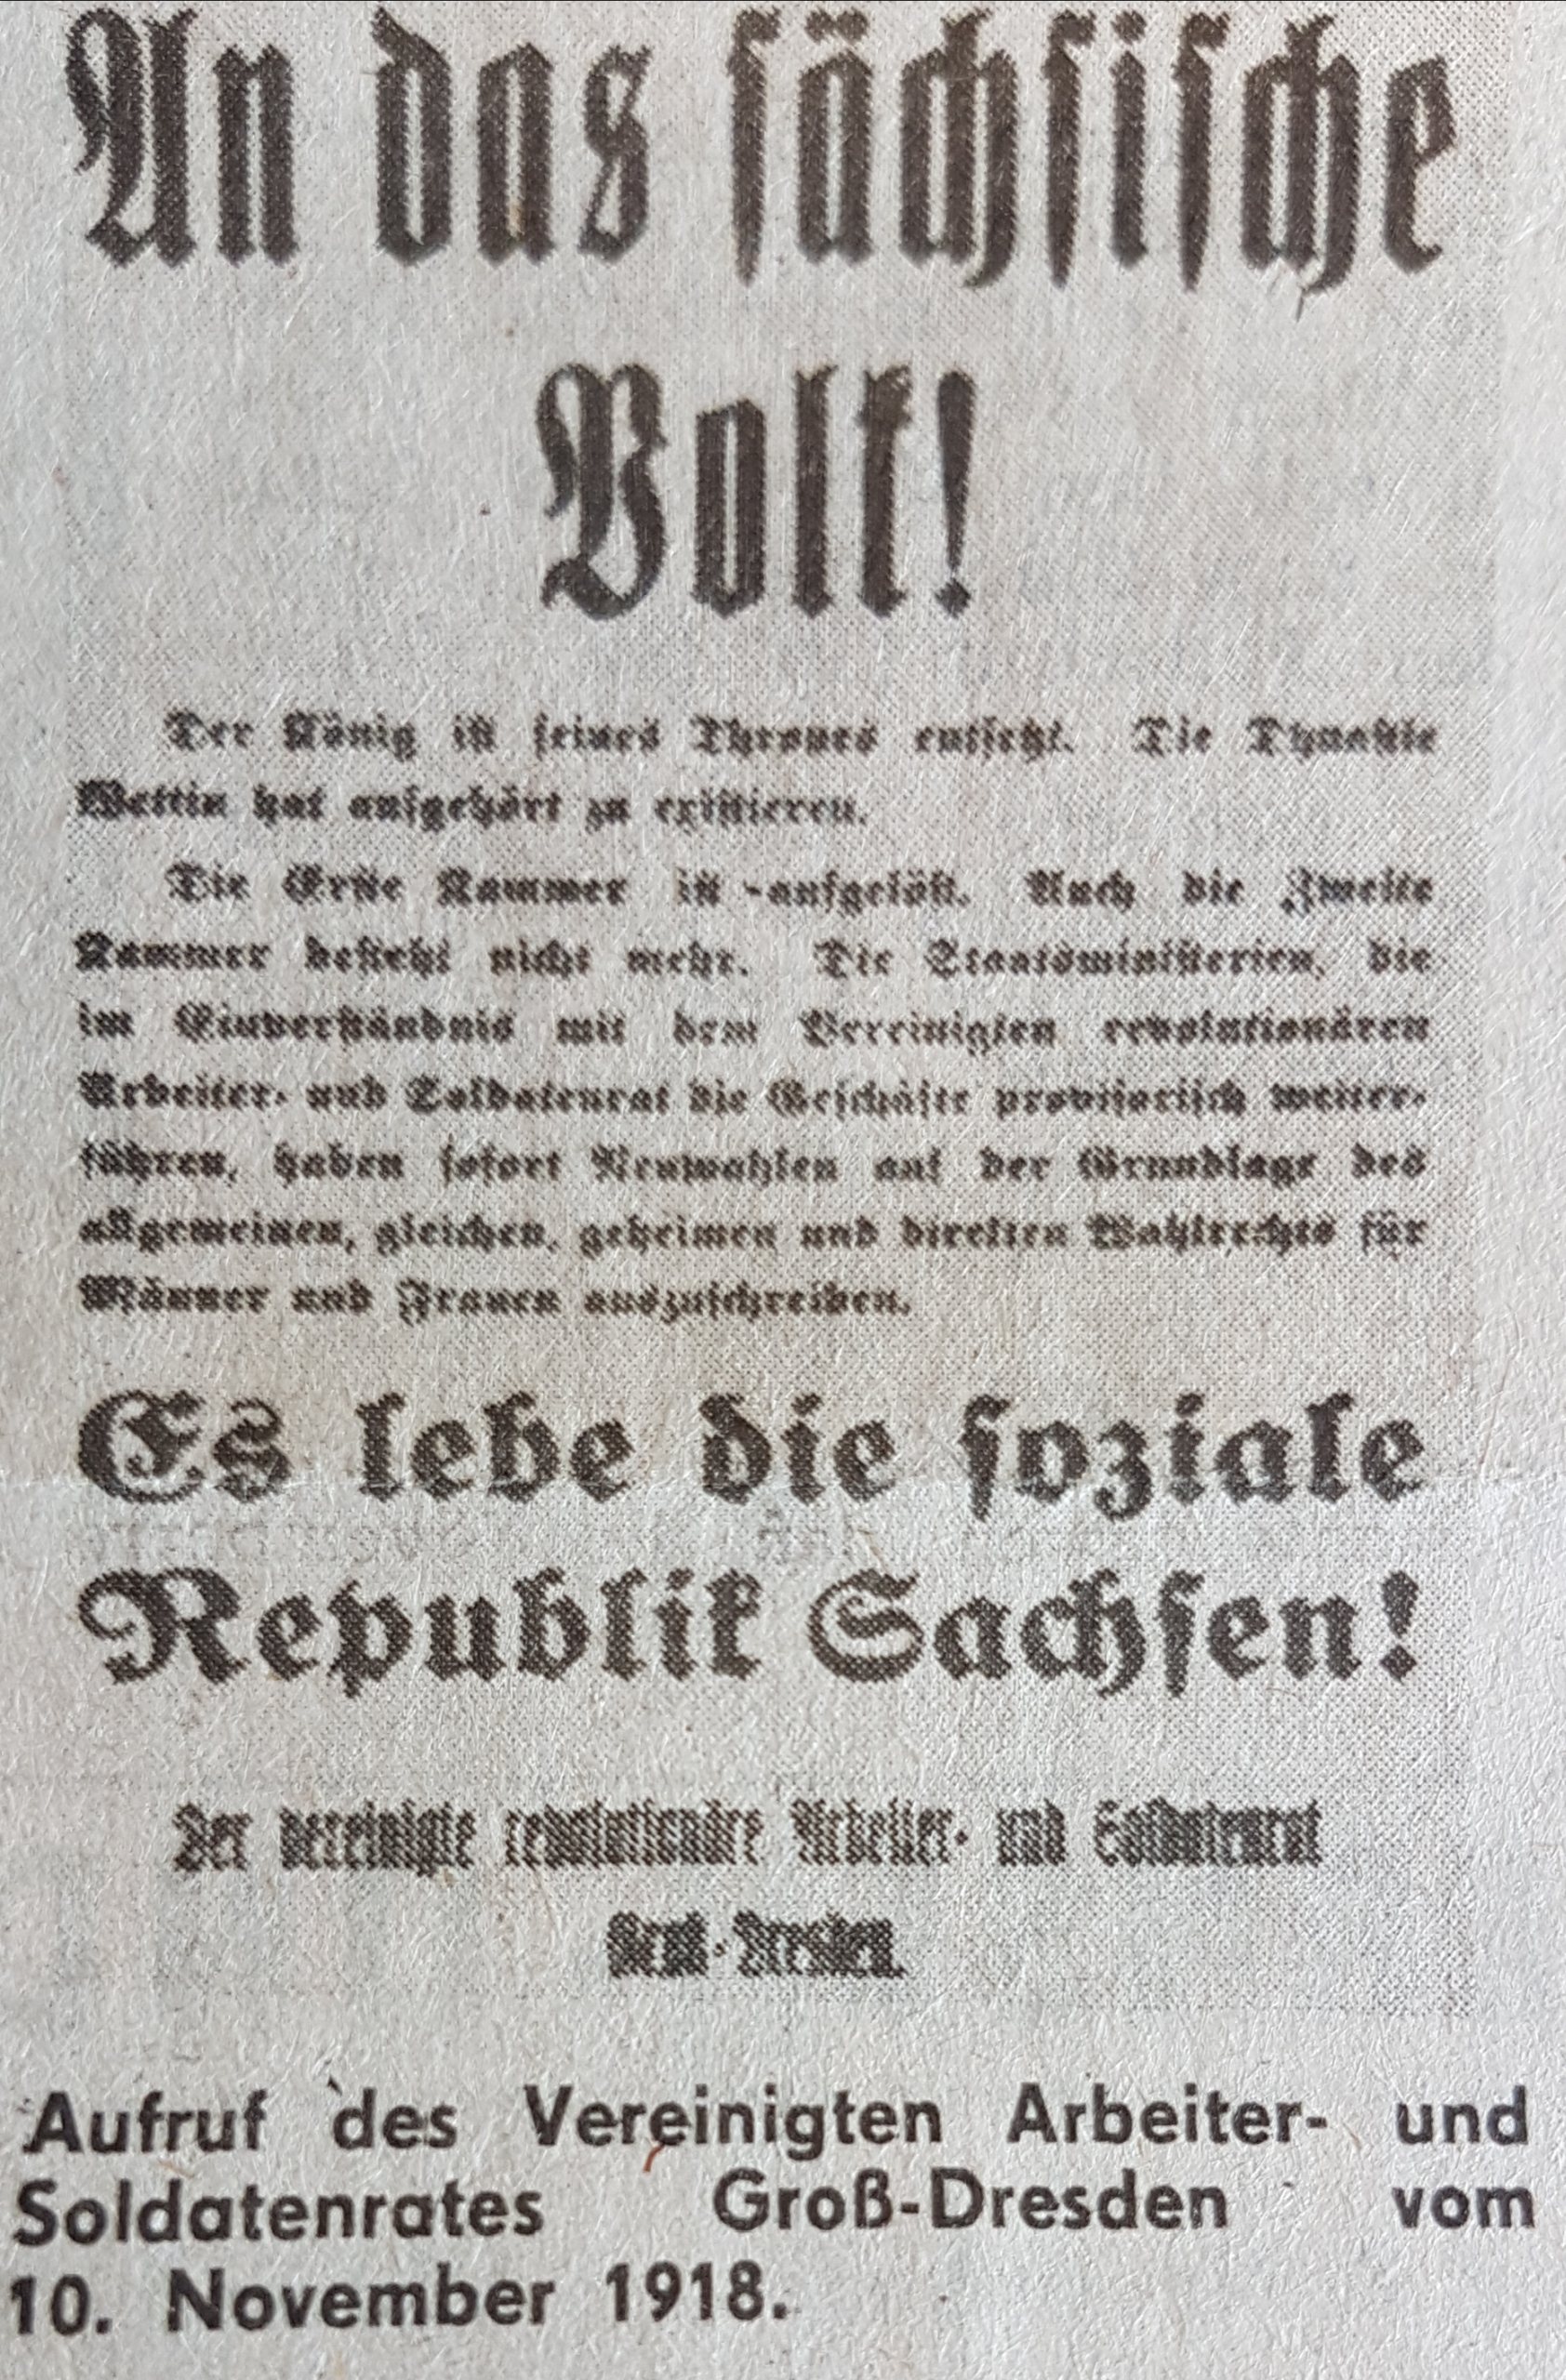 An das sächsische
Volk!
Der König ist seines Thrones entsetzt. Die Dynastie
Wettin hat aufgehört zu existieren.
Die Erste Kammer ist aufgelöst. Auch die Zweite
Kammer besteht nicht mehr. Die Staatsministerien, die
im Einverständnis mit dem Vereinigten revolutionären
Arbeiter- und Soldatenrat die Geschäfte provisorisch weiter-
führen, haben sofort Neuwahlen auf der Grundlage des
allgemeinen, gleichen, geheimen und direkten Wahlrechts für
Männer und Frauen auszuschreiben.
Es lebe die soziale
Republik Sachsen!
Der vereinigte revolutionäre Arbeiter- und Soldatenrat
Groß-Dresden.
Aufruf des Vereinigten Arbeiter- und
Soldatenrates Groß-Dresden vom
10. November 1918.